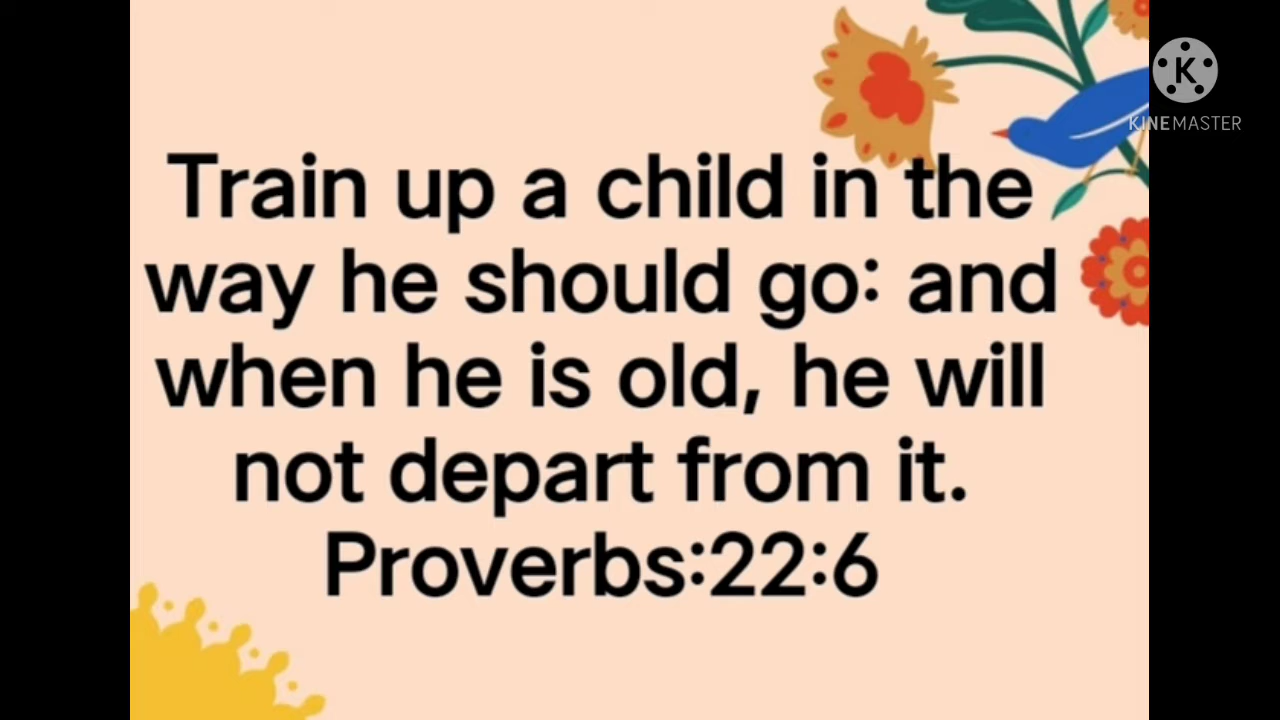 Train up a child in the
way he should go: and
when he is old, he will
not depart from it.
Proverbs:22:6
K
KINEMASTER